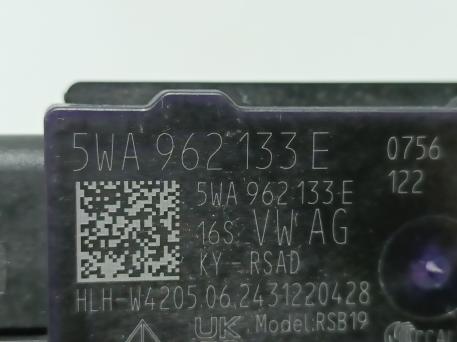 5WA 962 133 E 0756
5WA 962 133 E 122
16S. VW AG
KY - RSAD
HLH-W4205.06.2431220428
UK Model:RSB19